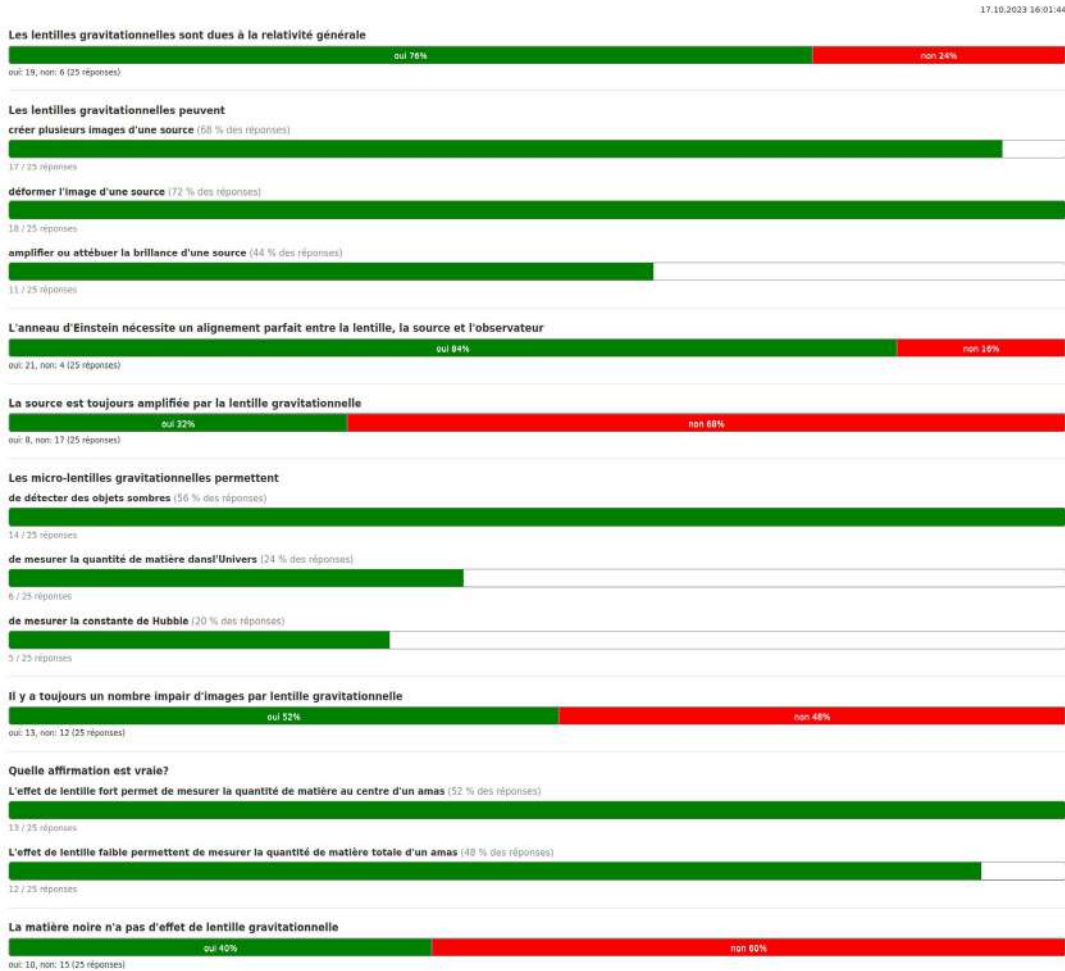 17.10.2023 16:01:44
Les lentilles gravitationnelles sont dues à la relativité générale
oui 76% non 24%
oui: 19, non: 6 (25 réponses)
Les lentilles gravitationnelles peuvent
créer plusieurs images d'une source (68 % des réponses)
17 / 25 réponses
déformer l'image d'une source (72 % des réponses)
18 / 25 réponses
amplifier ou attébuer la brillance d'une source (44 % des réponses)
11 / 25 réponses
L'anneau d'Einstein nécessite un alignement parfait entre la lentille, la source et l'observateur
oui 84% non 16%
oui: 21, non: 4 (25 réponses)
La source est toujours amplifiée par la lentille gravitationnelle
oui 32% non 68%
oui: 8, non: 17 (25 réponses)
Les micro-lentilles gravitationnelles permettent
de détecter des objets sombres (56 % des réponses)
14 / 25 réponses
de mesurer la quantité de matière dansl'Univers (24 % des réponses)
6 / 25 réponses
de mesurer la constante de Hubble (20 % des réponses)
5 / 25 réponses
Il y a toujours un nombre impair d'images par lentille gravitationnelle
oui 52% non 48%
oui: 13, non: 12 (25 réponses)
Quelle affirmation est vraie?
L'effet de lentille fort permet de mesurer la quantité de matière au centre d'un amas (52 % des réponses)
13 / 25 réponses
L'effet de lentille faible permettent de mesurer la quantité de matière totale d'un amas (48 % des réponses)
12 / 25 réponses
La matière noire n'a pas d'effet de lentille gravitationnelle
oui 40% non 60%
oui: 10, non: 15 (25 réponses)